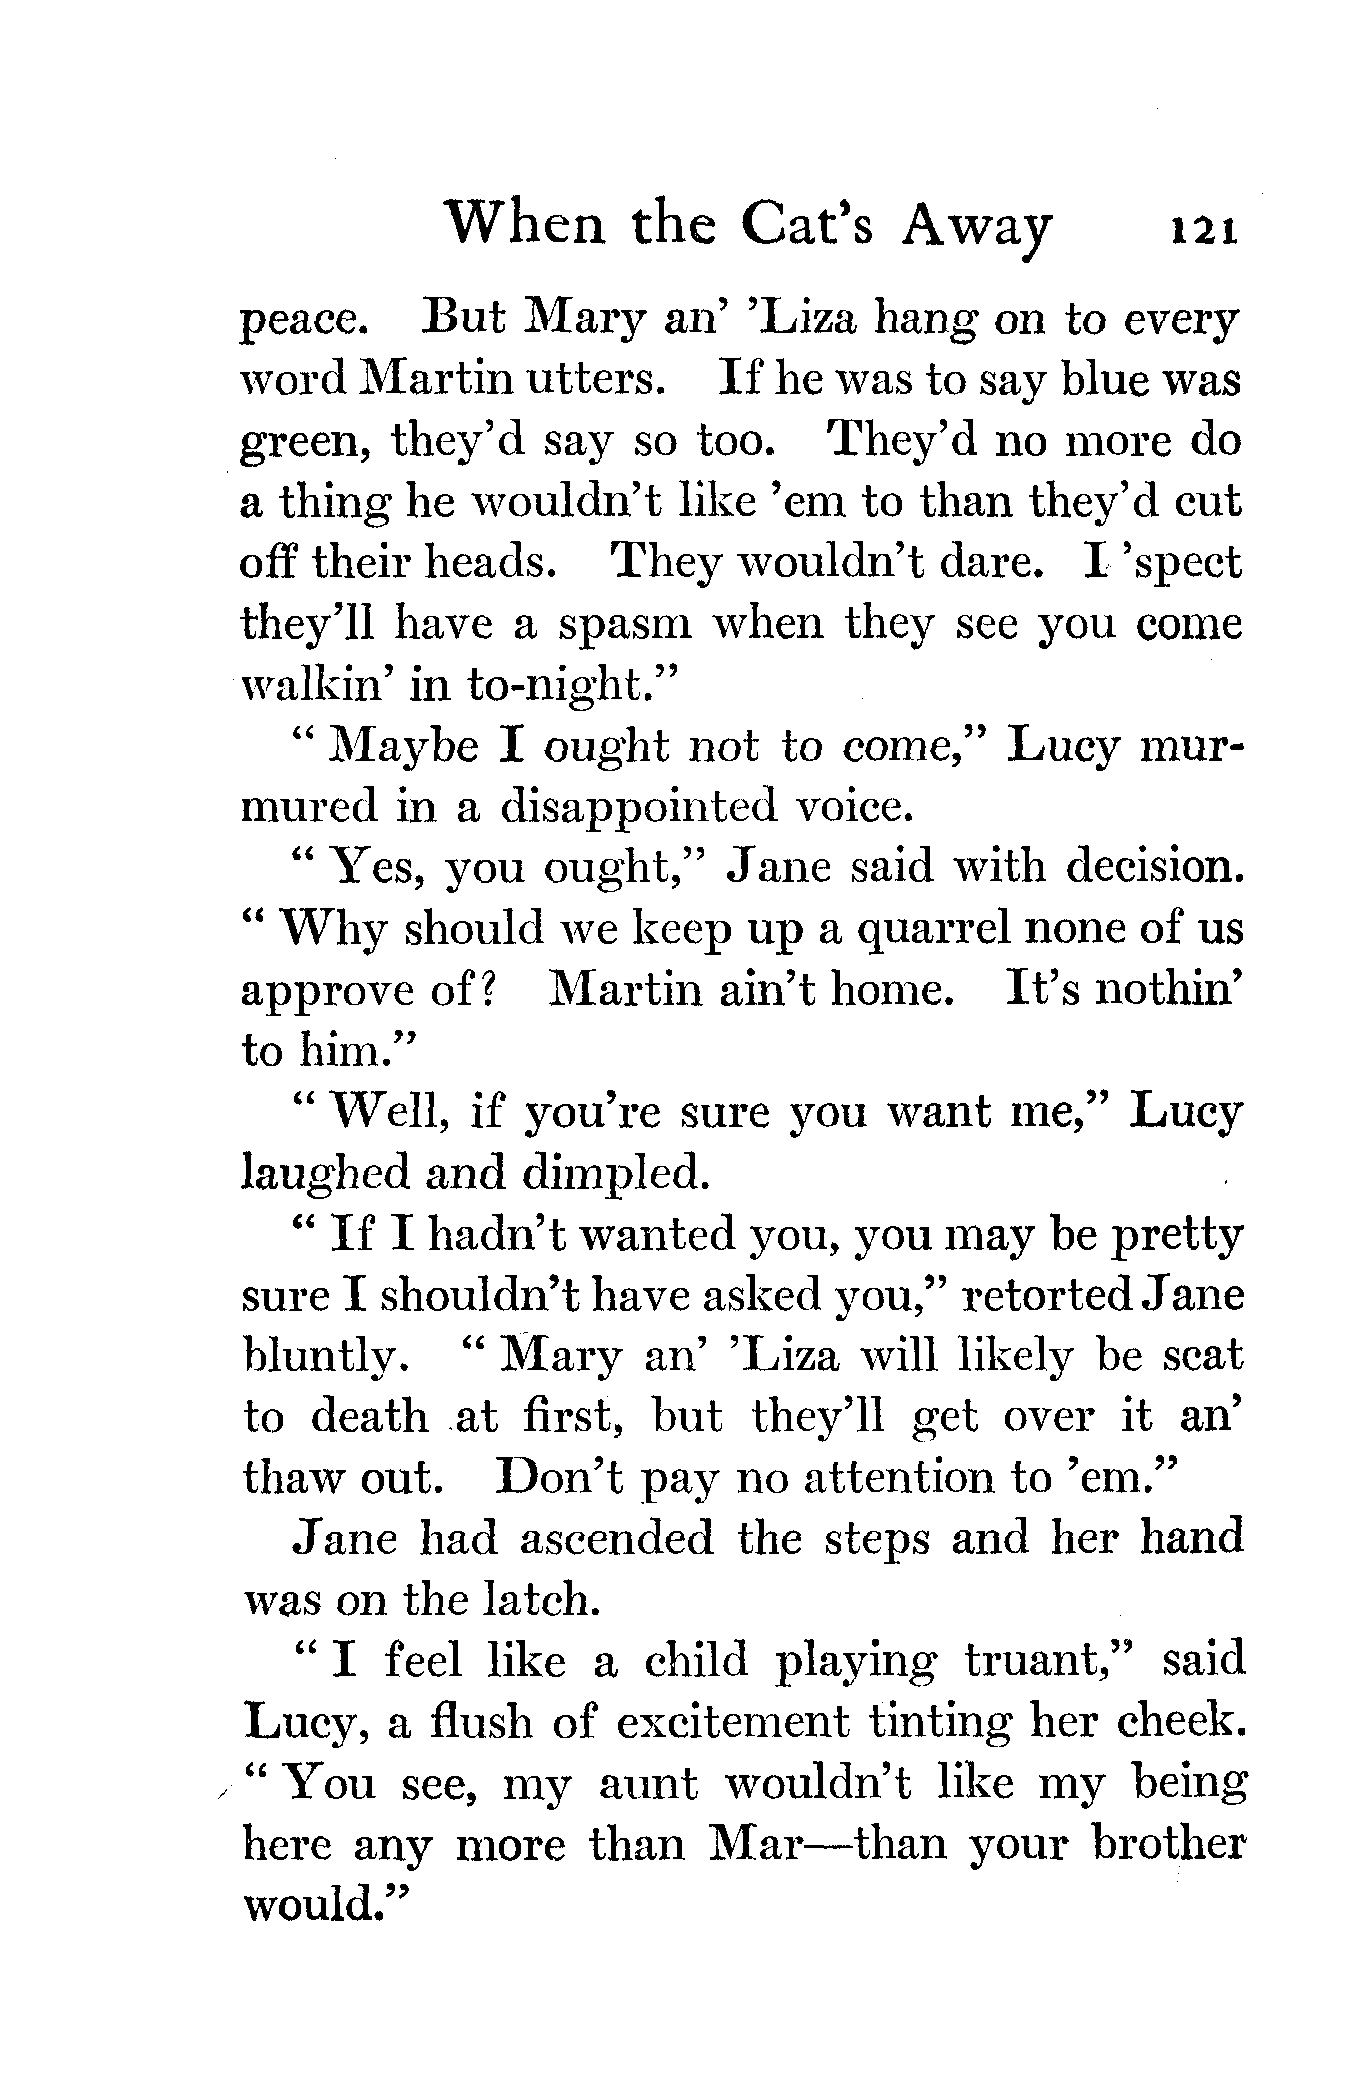 When the Cat's Away 121
peace. But Mary an' 'Liza hang on to every
word Martin utters. If he was to say blue was
green, they'd say so too. They'd no more do
a thing he wouldn't like 'em to than they'd cut
off their heads. They wouldn't dare. I 'spect
they'll have a spasm when they see you come
walkin' in to-night."
" Maybe I ought not to come," Lucy mur-
mured in a disappointed voice.
" Yes, you ought," Jane said with decision.
" Why should we keep up a quarrel none of us
approve of? Martin ain't home. It's nothin'
to him."
" Well, if you're sure you want me," Lucy
laughed and dimpled.
" If I hadn't wanted you, you may be pretty
sure I shouldn't have asked you," retorted Jane
bluntly. " Mary an' 'Liza will likely be scat
to death at first, but they'll get over it an'
thaw out. Don't pay no attention to 'em."
Jane had ascended the steps and her hand
was on the latch.
" I feel like a child playing truant," said
Lucy, a flush of excitement tinting her cheek.
" You see, my aunt wouldn't like my being
here any more than Mar—than your brother
would."